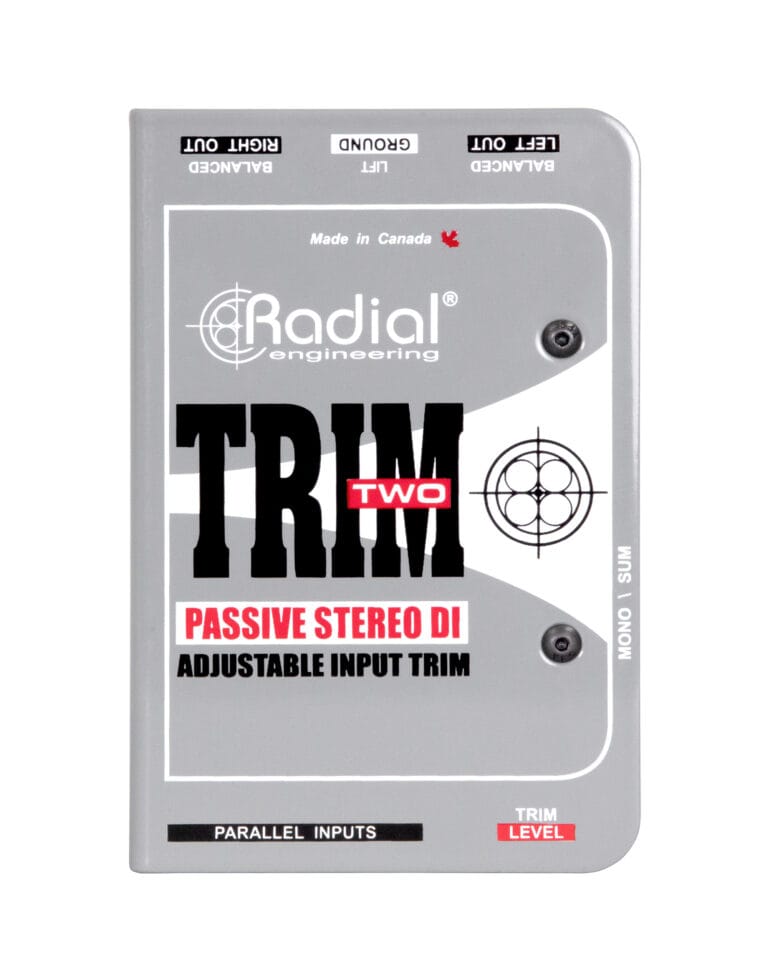 BALANCED
RIGHT OUT
LIFT
GROUND
BALANCED
LEFT OUT
Made in Canada
Radial®
engineering
TRIM
TWO
PASSIVE STEREO DI
ADJUSTABLE INPUT TRIM
MONO \ SUM
PARALLEL INPUTS
TRIM
LEVEL